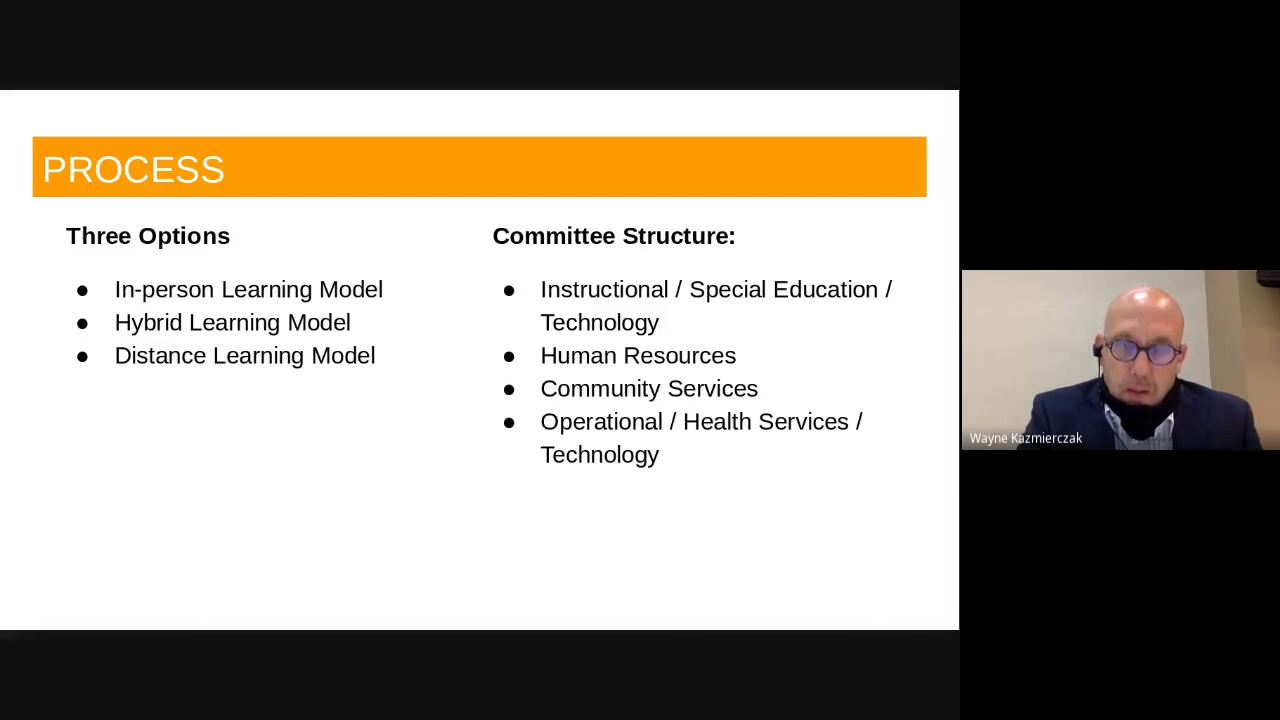 PROCESS
Three Options
● In-person Learning Model
● Hybrid Learning Model
● Distance Learning Model
Committee Structure:
● Instructional / Special Education /
Technology
● Human Resources
● Community Services
● Operational / Health Services /
Technology
Wayne Kazmierczak